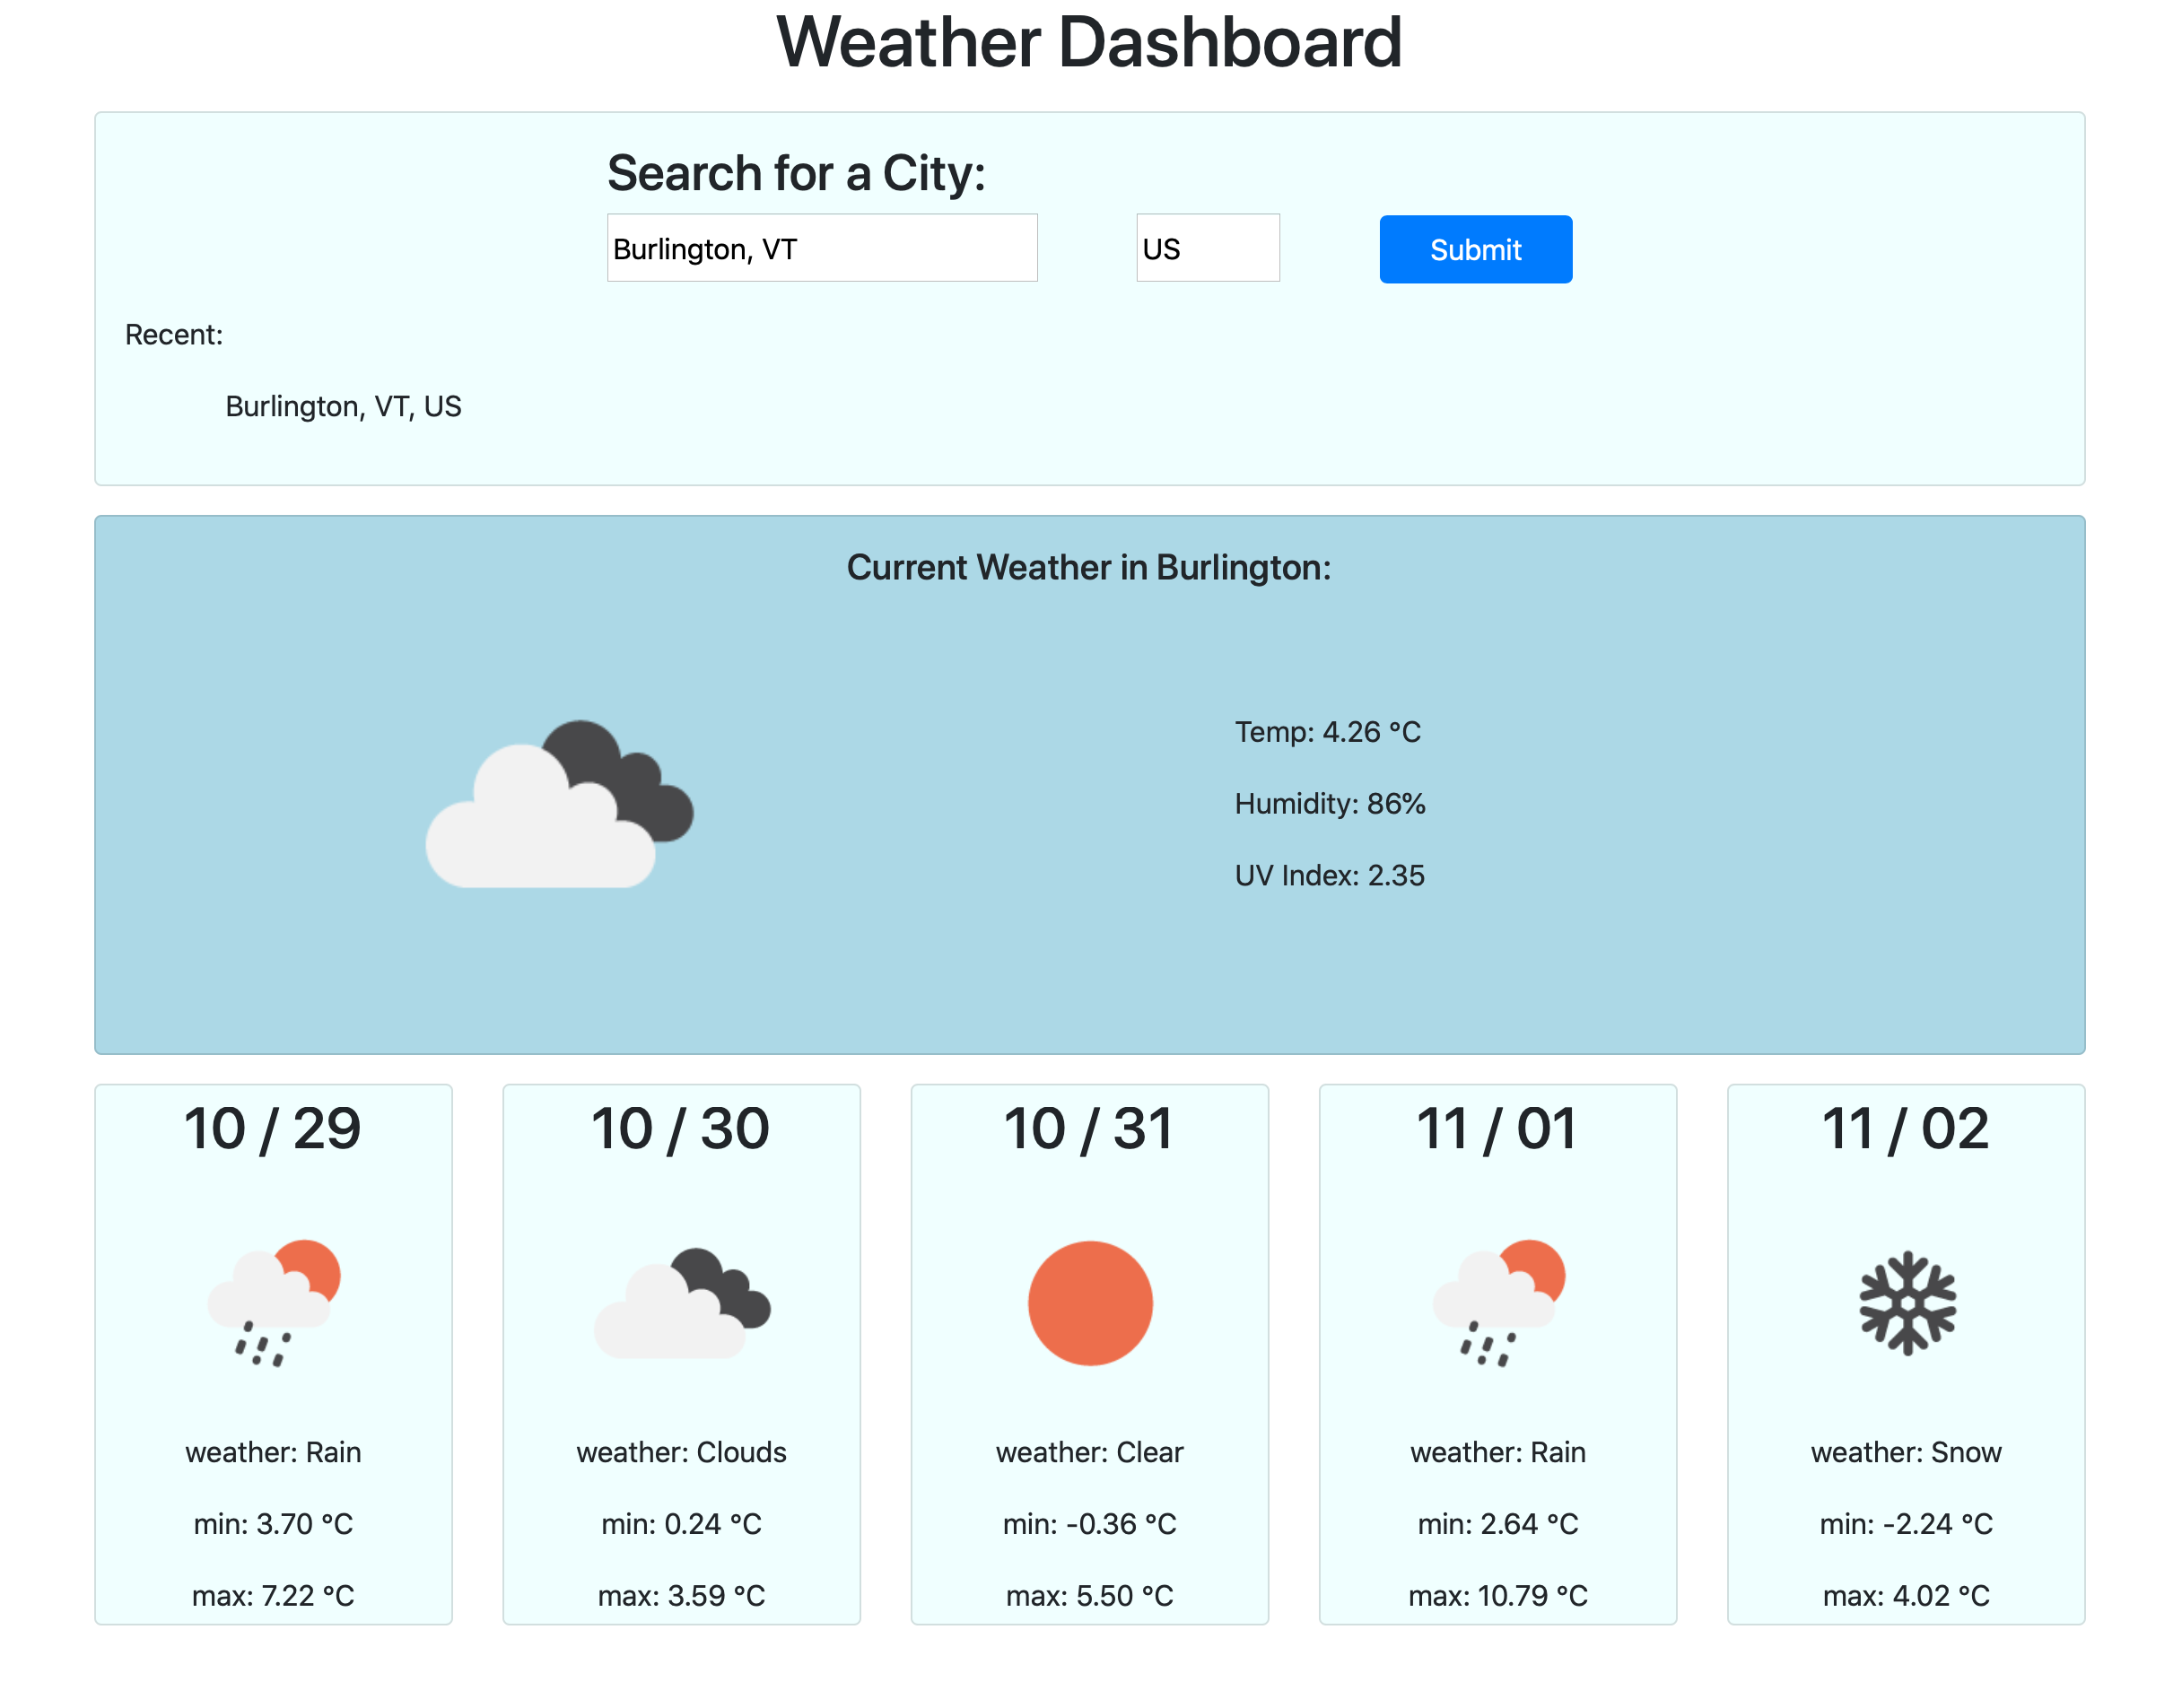 Weather Dashboard
Search for a City:
Burlington, VT
US
Submit
Recent:
Burlington, VT, US
Current Weather in Burlington:
Temp: 4.26 °C
Humidity: 86%
UV Index: 2.35
10 / 29
weather: Rain
min: 3.70 °C
max: 7.22 °C
10 / 30
weather: Clouds
min: 0.24 °C
max: 3.59 °C
10 / 31
weather: Clear
min: -0.36 °C
max: 5.50 °C
11 / 01
weather: Rain
min: 2.64 °C
max: 10.79 °C
11 / 02
weather: Snow
min: -2.24 °C
max: 4.02 °C